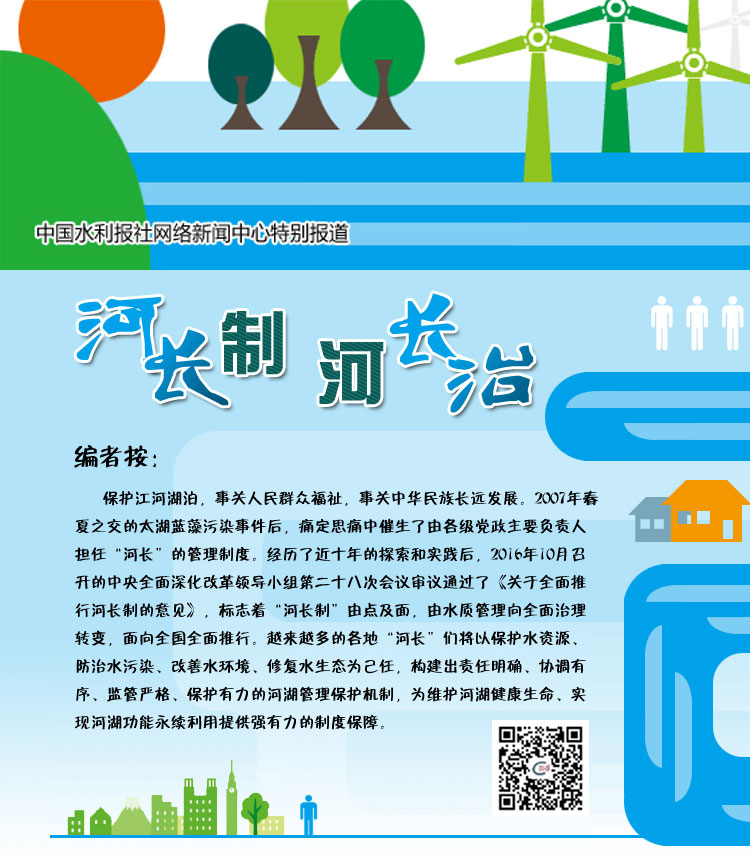 中国水利报社网络新闻中心特别报道
河长制 河长治
编者按：
保护江河湖泊，事关人民群众福祉，事关中华民族长远发展。2007年春
夏之交的太湖蓝藻污染事件后，痛定思痛中催生了由各级党政主要负责人
担任“河长”的管理制度。经历了近十年的探索和实践后，2016年10月召
开的中央全面深化改革领导小组第二十八次会议审议通过了《关于全面推
行河长制的意见》，标志着“河长制”由点及面，由水质管理向全面治理
转变，面向全国全面推行。越来越多的各地“河长”们将以保护水资源、
防治水污染、改善水环境、修复水生态为己任，构建出责任明确、协调有
序、监管严格、保护有力的河湖管理保护机制，为维护河湖健康生命、实
现河湖功能永续利用提供强有力的制度保障。